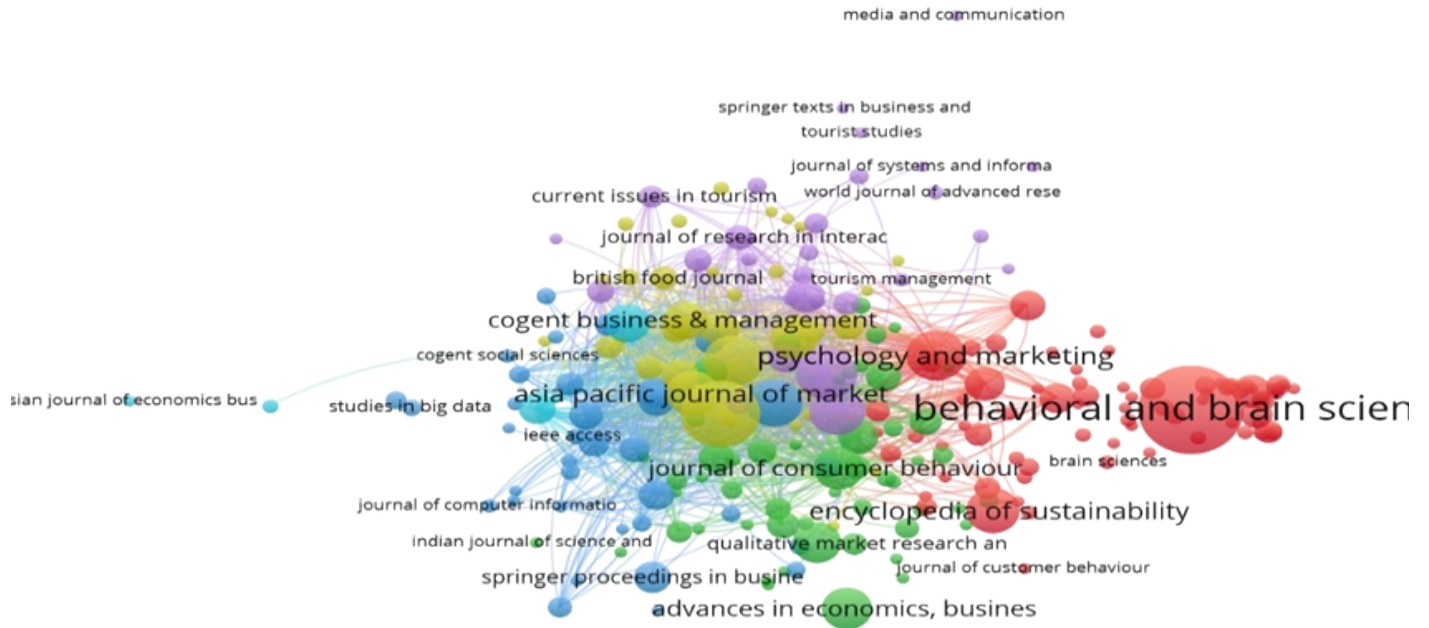 media and communication
springer texts in business and
tourist studies
journal of systems and informa
world journal of advanced rese
current issues in tourism
journal of research in interac
british food journal
tourism management
cogent business & management
cogent social sciences
psychology and marketing
asia pacific journal of market
sian journal of economics bus
studies in big data
behavioral and brain scien
ieee access
journal of consumer behaviour
brain sciences
journal of computer informatio
encyclopedia of sustainability
indian journal of science and
qualitative market research an
journal of customer behaviour
springer proceedings in busine
advances in economics, busines